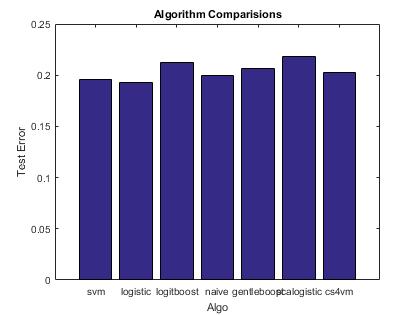 Algorithm Comparisions
0.25
0.2
0.15
0.1
0.05
0
Test Error
svm logistic logitboost naive gentleboost pcalogistic cs4vm
Algo